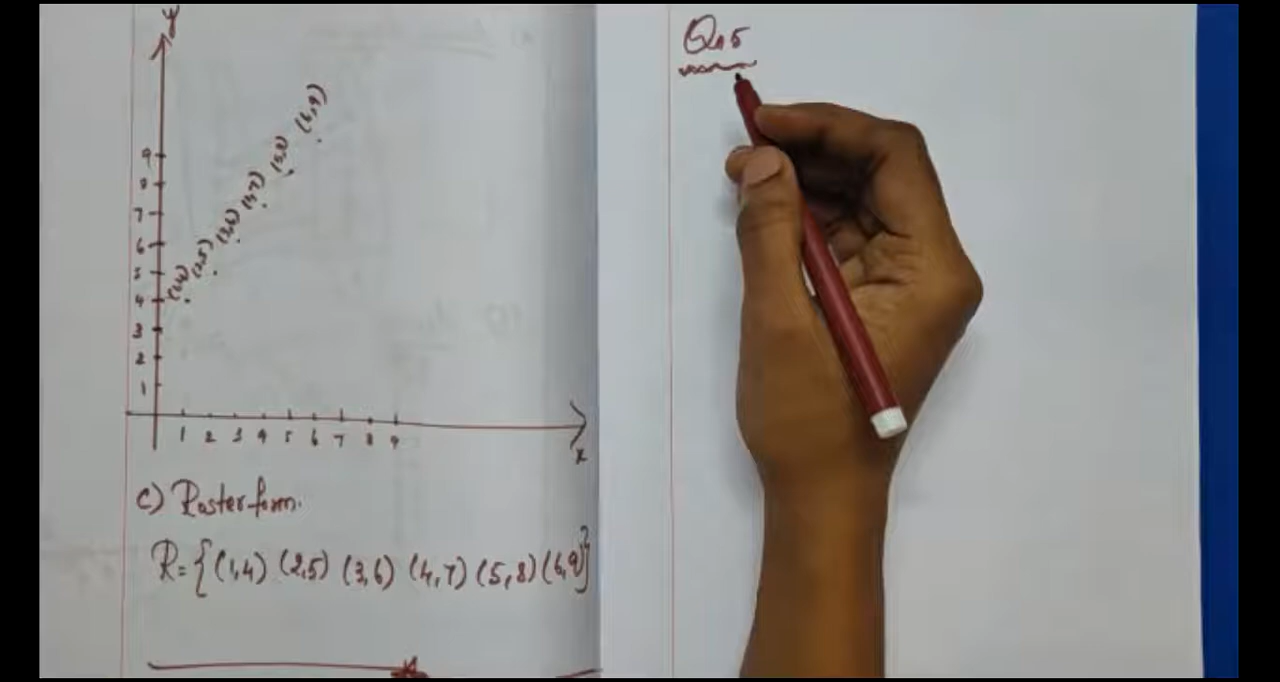 y
(6,9)
(5,8)
(4,7)
(3,6)
(2,5)
(1,4)
9
8
7
6
5
4
3
2
1
1 2 3 4 5 6 7 8 9
x
c) Roster form.
R = {(1,4) (2,5) (3,6) (4,7) (5,8) (6,9)}
Q.5